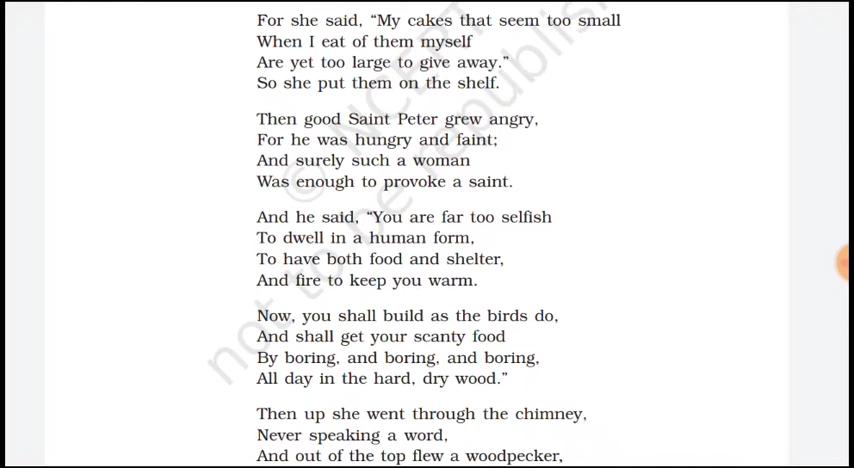 For she said, “My cakes that seem too small
When I eat of them myself
Are yet too large to give away.”
So she put them on the shelf.
Then good Saint Peter grew angry,
For he was hungry and faint;
And surely such a woman
Was enough to provoke a saint.
And he said, “You are far too selfish
To dwell in a human form,
To have both food and shelter,
And fire to keep you warm.
Now, you shall build as the birds do,
And shall get your scanty food
By boring, and boring, and boring,
All day in the hard, dry wood.”
Then up she went through the chimney,
Never speaking a word,
And out of the top flew a woodpecker,
© NCERT
not to be republish